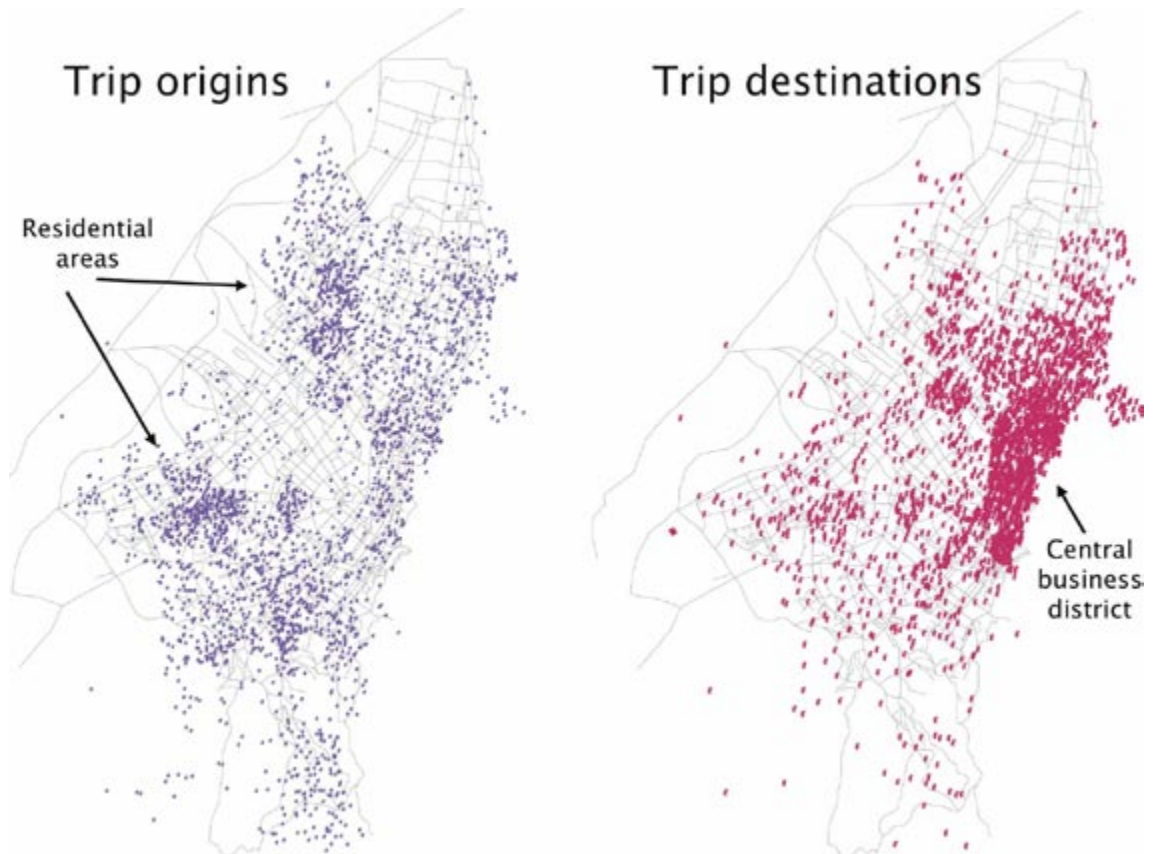 Trip origins
Trip destinations
Residential
areas
Central
business
district